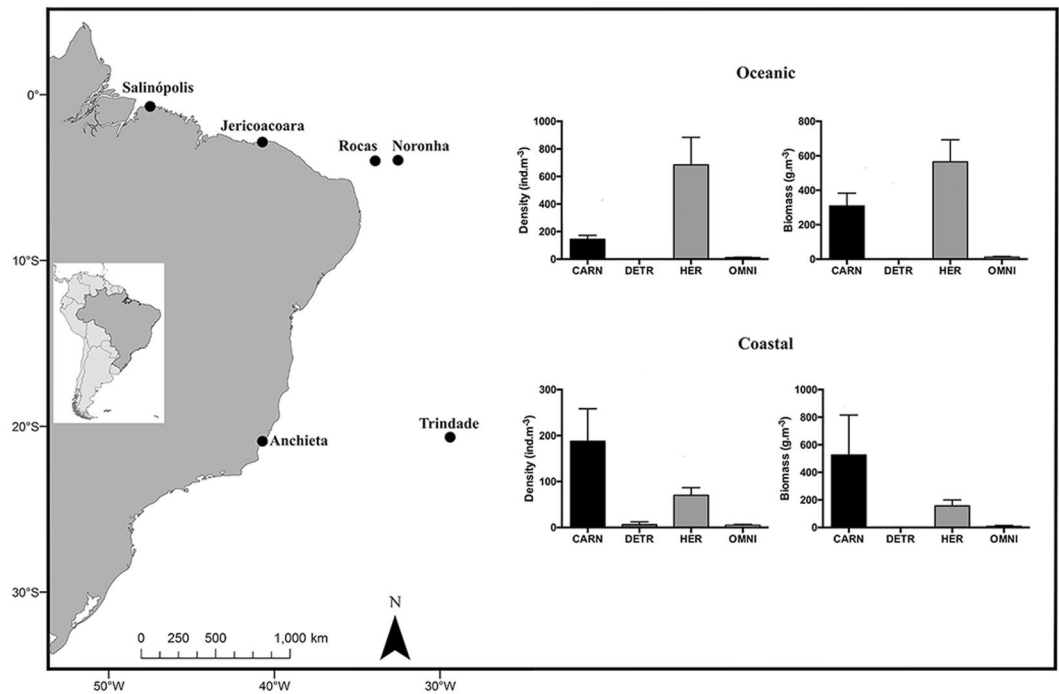 Salinópolis
0°
Jericoacoara
Rocas Noronha
10°S
20°S
Anchieta
Trindade
30°S
N
0 250 500 1,000 km
50°W 40°W 30°W
Oceanic
Density (ind.m-3)
1000
800
600
400
200
0
CARN DETR HER OMNI
Biomass (g.m-3)
800
600
400
200
0
CARN DETR HER OMNI
Coastal
Density (ind.m-3)
300
200
100
0
CARN DETR HER OMNI
Biomass (g.m-3)
1000
800
600
400
200
0
CARN DETR HER OMNI